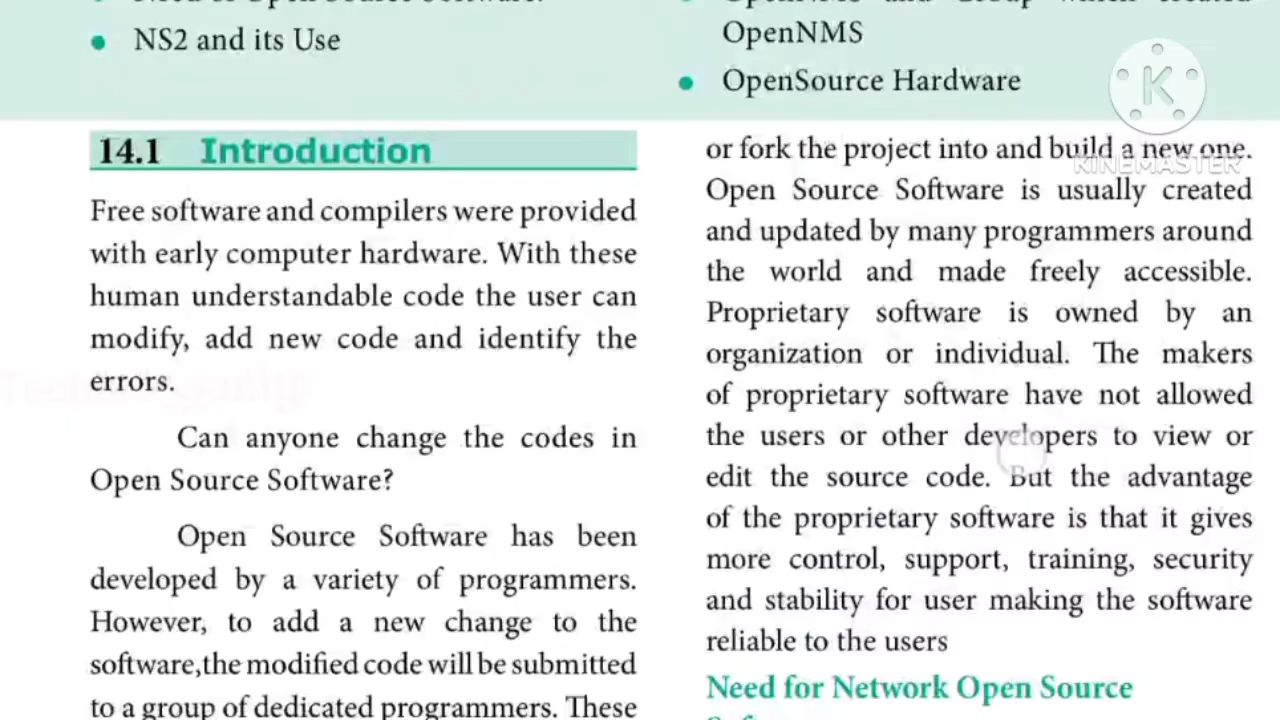 NS2 and its Use
OpenNMS
OpenSource Hardware
K
KINEMASTER
14.1 Introduction
Free software and compilers were provided
with early computer hardware. With these
human understandable code the user can
modify, add new code and identify the
errors.
Can anyone change the codes in
Open Source Software?
Open Source Software has been
developed by a variety of programmers.
However, to add a new change to the
software,the modified code will be submitted
to a group of dedicated programmers. These
or fork the project into and build a new one.
Open Source Software is usually created
and updated by many programmers around
the world and made freely accessible.
Proprietary software is owned by an
organization or individual. The makers
of proprietary software have not allowed
the users or other developers to view or
edit the source code. But the advantage
of the proprietary software is that it gives
more control, support, training, security
and stability for user making the software
reliable to the users
Need for Network Open Source